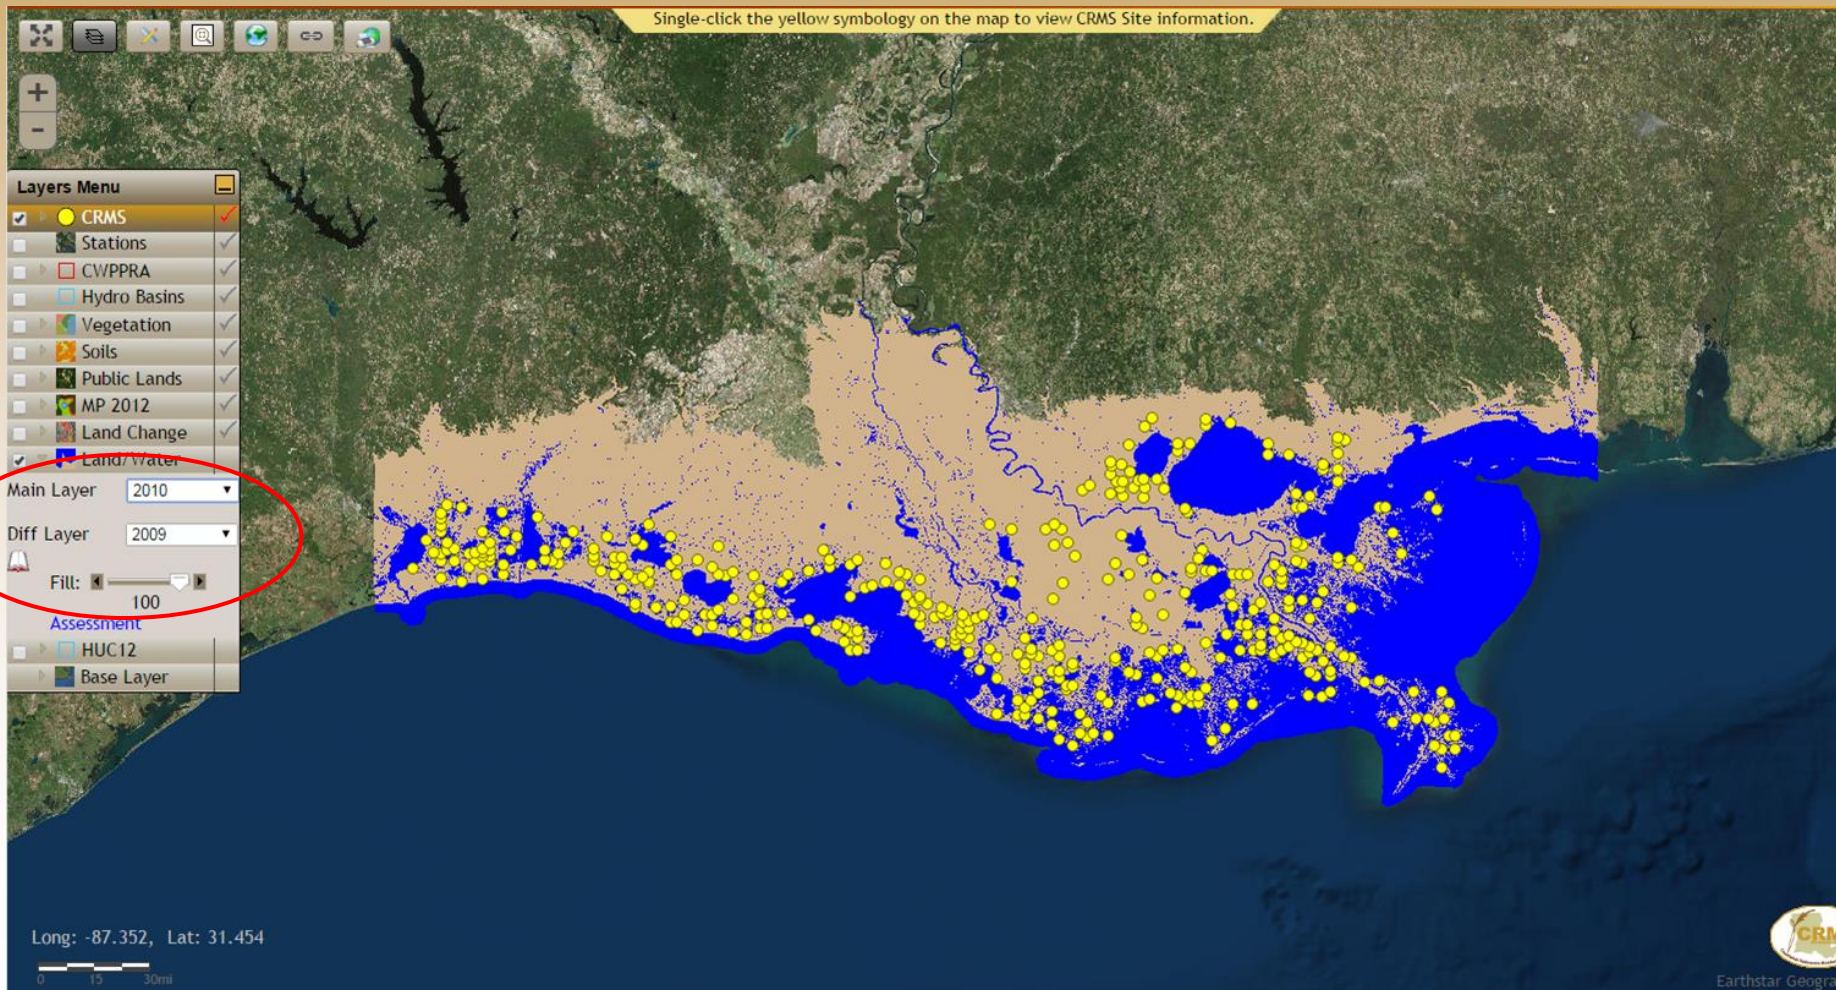 Single-click the yellow symbology on the map to view CRMS Site information.
+
-
Layers Menu
CRMS
Stations
CWPPRA
Hydro Basins
Vegetation
Soils
Public Lands
MP 2012
Land Change
Land/Water
Main Layer 2010
Diff Layer 2009
Fill:
100
Assessment
HUC12
Base Layer
Long: -87.352, Lat: 31.454
0 15 30mi
CRM
Earthstar Geogra